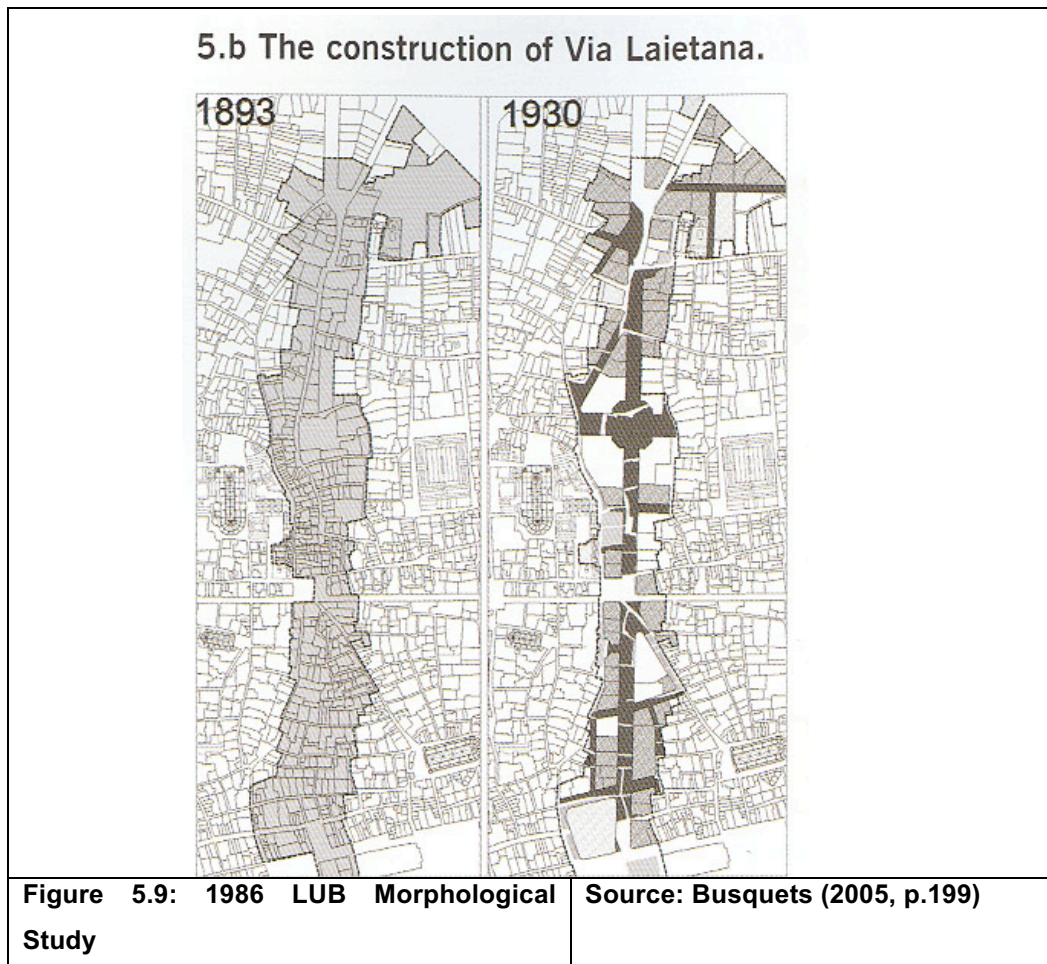 5.b The construction of Via Laietana.
1893
1930
Figure 5.9: 1986 LUB Morphological
Study
Source: Busquets (2005, p.199)